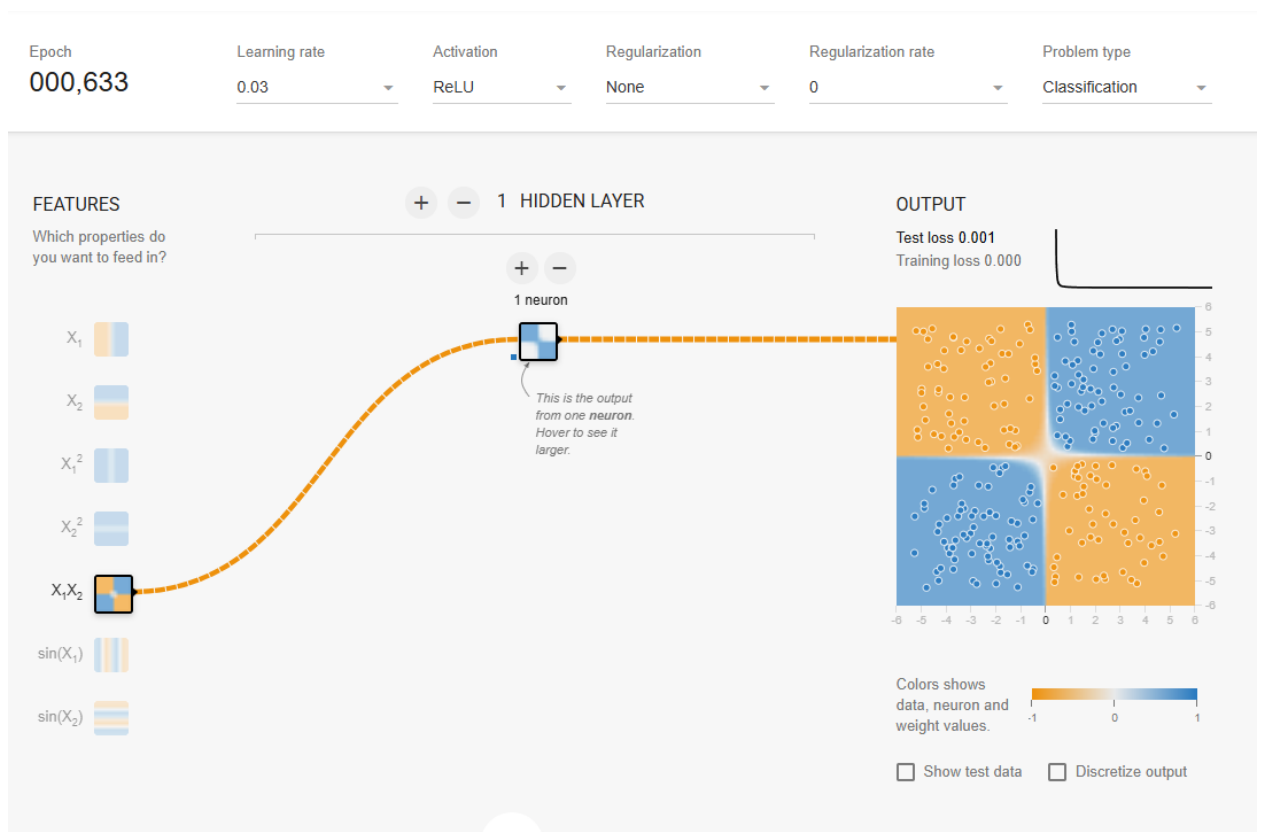 Epoch
000,633
Learning rate
0.03
Activation
ReLU
Regularization
None
Regularization rate
0
Problem type
Classification
FEATURES
Which properties do
you want to feed in?
X1
X2
X1²
X2²
X1X2
sin(X1)
sin(X2)
+ − 1 HIDDEN LAYER
+ −
1 neuron
This is the output
from one neuron.
Hover to see it
larger.
OUTPUT
Test loss 0.001
Training loss 0.000
6
5
4
3
2
1
0
-1
-2
-3
-4
-5
-6
-6 -5 -4 -3 -2 -1 0 1 2 3 4 5 6
Colors shows
data, neuron and
weight values.
-1 0 1
Show test data
Discretize output